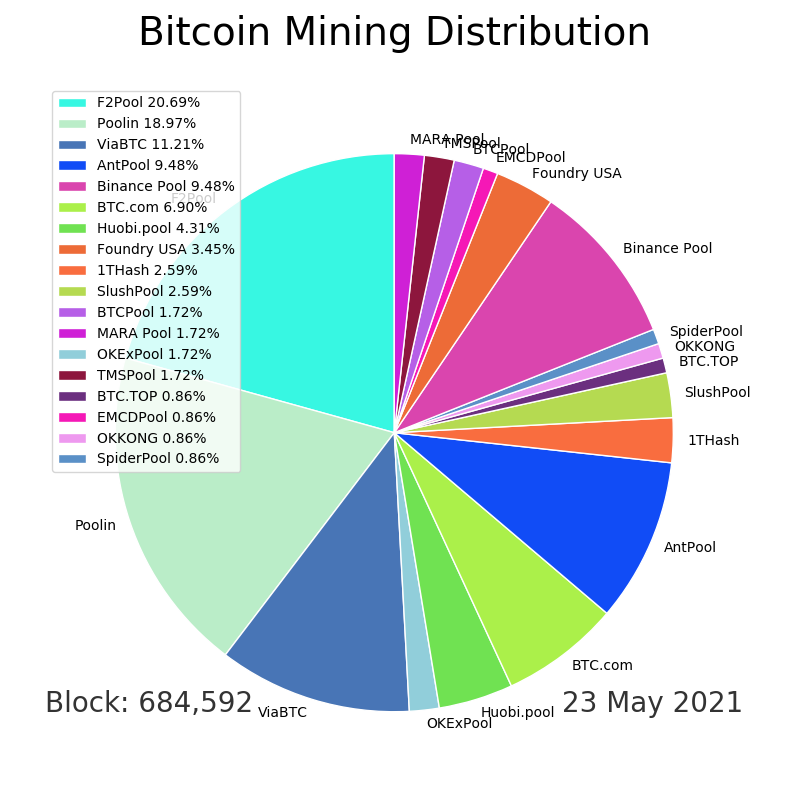 Bitcoin Mining Distribution
F2Pool 20.69%
Poolin 18.97%
ViaBTC 11.21%
AntPool 9.48%
Binance Pool 9.48%
BTC.com 6.90%
Huobi.pool 4.31%
Foundry USA 3.45%
1THash 2.59%
SlushPool 2.59%
BTCPool 1.72%
MARA Pool 1.72%
OKExPool 1.72%
TMSPool 1.72%
BTC.TOP 0.86%
EMCDPool 0.86%
OKKONG 0.86%
SpiderPool 0.86%
F2Pool
MARA Pool
TMSPool
BTCPool
EMCDPool
Foundry USA
Binance Pool
SpiderPool
OKKONG
BTC.TOP
SlushPool
1THash
AntPool
BTC.com
Huobi.pool
OKExPool
ViaBTC
Poolin
Block: 684,592
23 May 2021